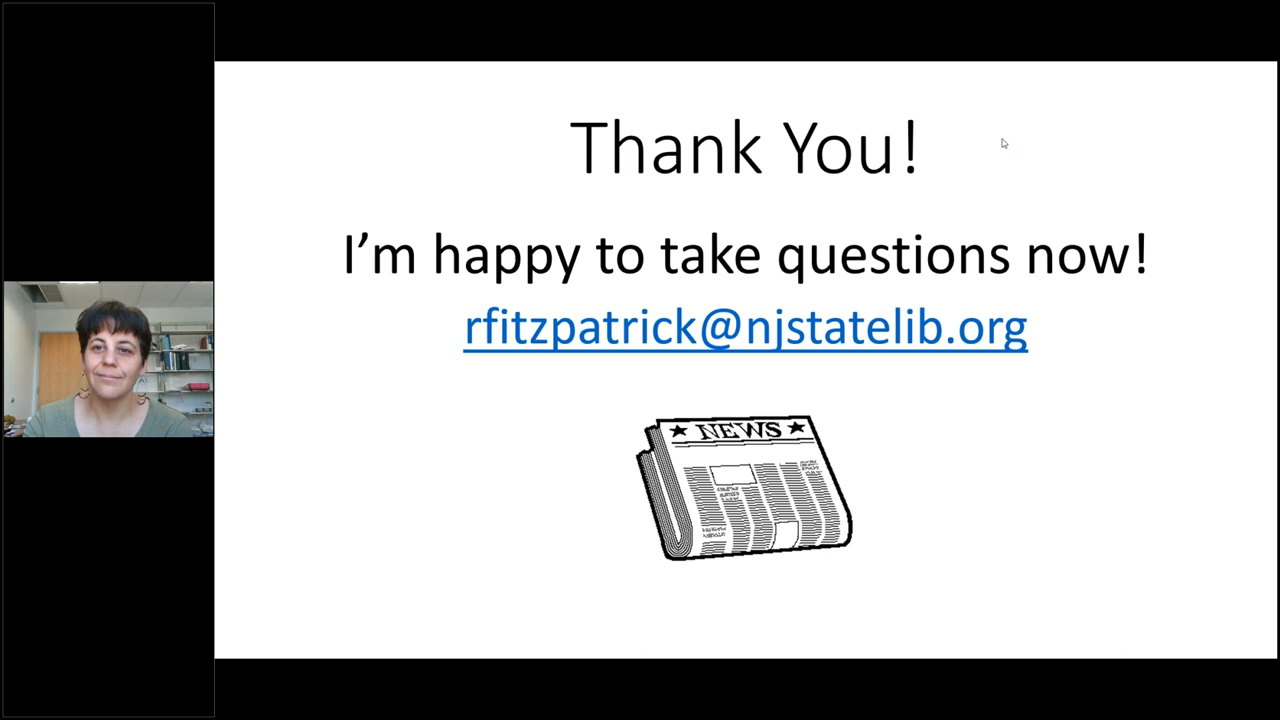 Thank You!
I’m happy to take questions now!
rfitzpatrick@njstatelib.org
★ NEWS ★